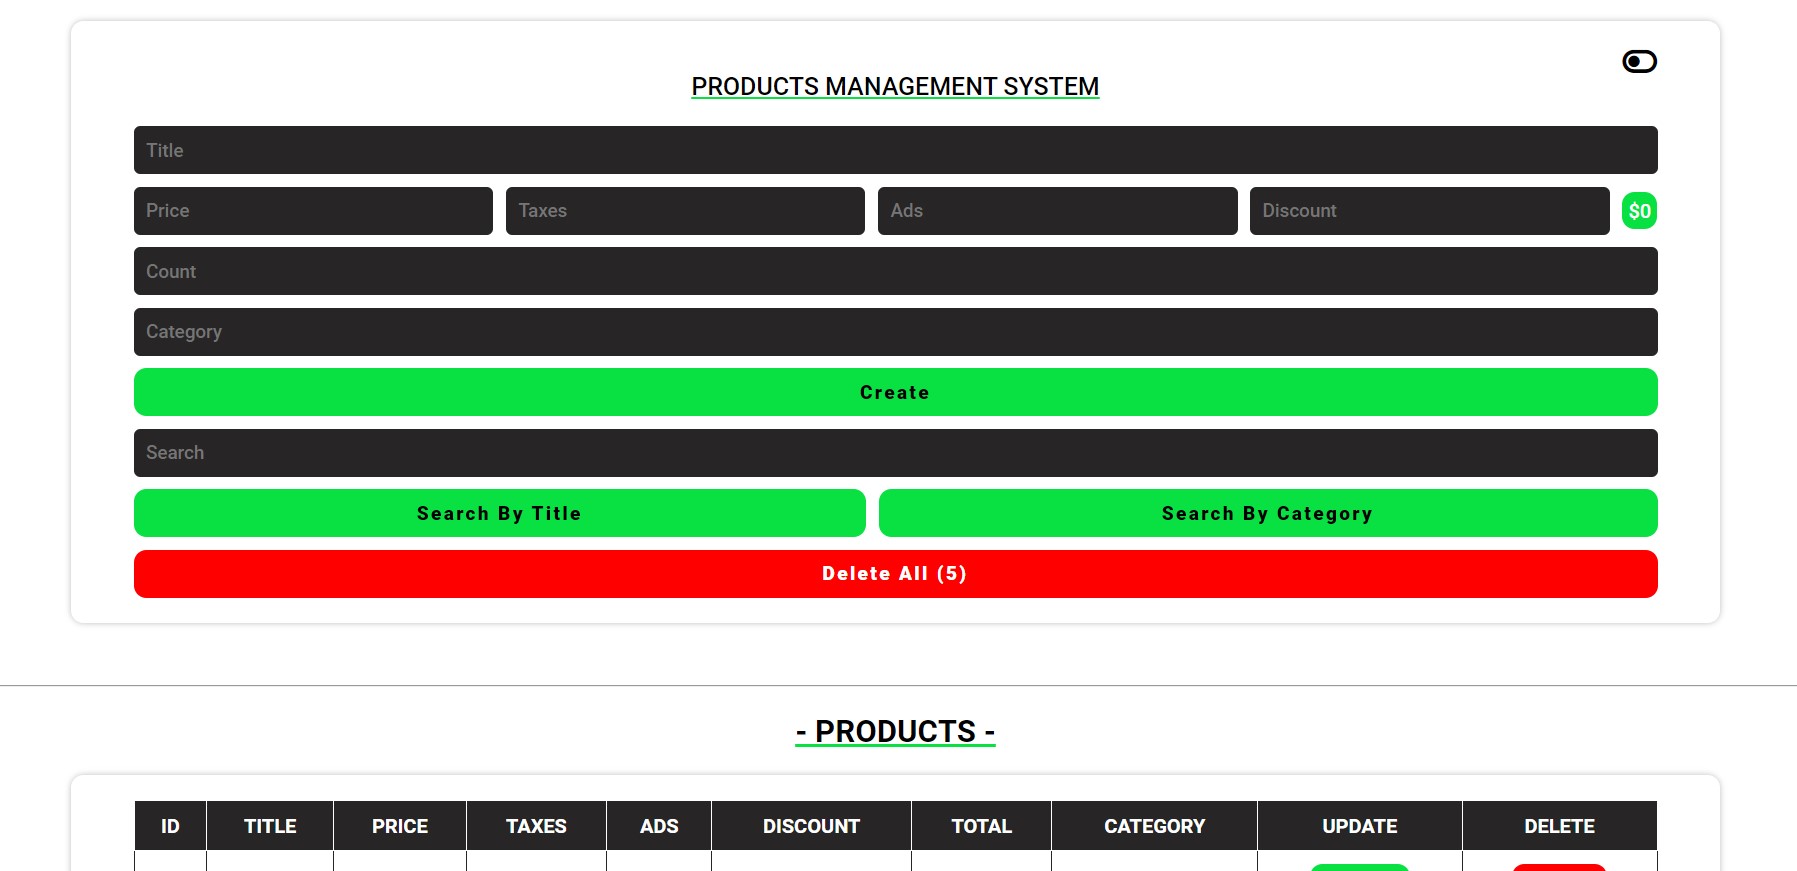 PRODUCTS MANAGEMENT SYSTEM
Title
Price Taxes Ads Discount $0
Count
Category
Create
Search
Search By Title Search By Category
Delete All (5)
- PRODUCTS -
ID TITLE PRICE TAXES ADS DISCOUNT TOTAL CATEGORY UPDATE DELETE